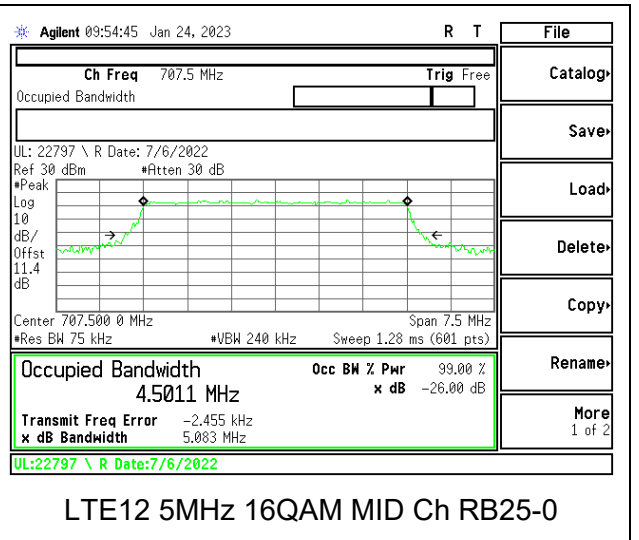 Agilent 09:54:45 Jan 24, 2023 R T File
Ch Freq 707.5 MHz Trig Free
Occupied Bandwidth
Catalog
Save
UL: 22797 \ R Date: 7/6/2022
Ref 30 dBm #Atten 30 dB
#Peak
Log
10
dB/
Offst
11.4
dB
Load
Delete
Copy
Center 707.500 0 MHz Span 7.5 MHz
#Res BW 75 kHz #VBW 240 kHz Sweep 1.28 ms (601 pts)
Rename
Occupied Bandwidth Occ BW % Pwr 99.00 %
4.5011 MHz x dB -26.00 dB
Transmit Freq Error -2.455 kHz
x dB Bandwidth 5.083 MHz
More
1 of 2
UL:22797 \ R Date:7/6/2022
LTE12 5MHz 16QAM MID Ch RB25-0